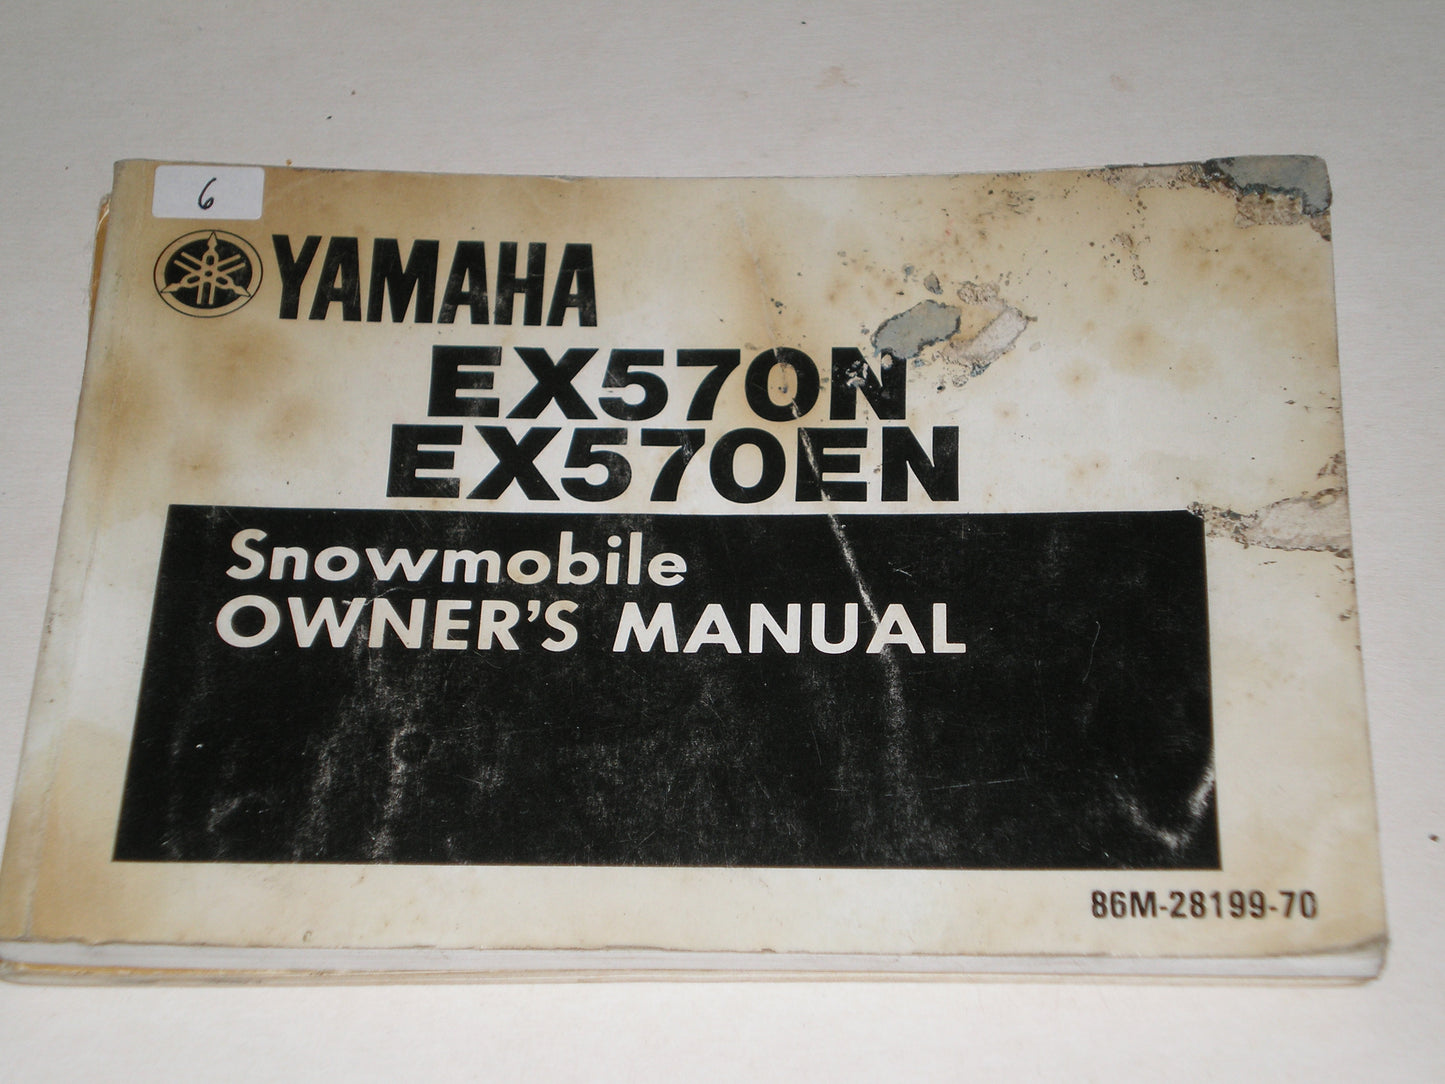 6
YAMAHA
EX570N
EX570EN
Snowmobile
OWNER'S MANUAL
86M-28199-70